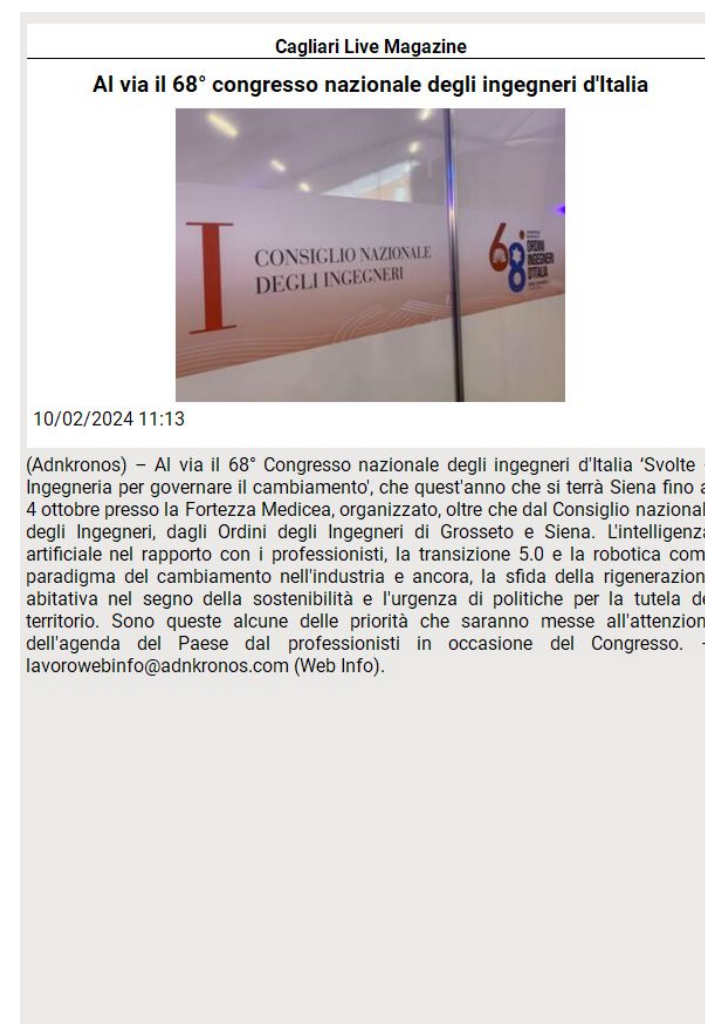 Cagliari Live Magazine
Al via il 68° congresso nazionale degli ingegneri d'Italia
I
CONSIGLIO NAZIONALE
DEGLI INGEGNERI
68°
ORDINI
INGEGNERI
D'ITALIA
10/02/2024 11:13
(Adnkronos) – Al via il 68° Congresso nazionale degli ingegneri d'Italia ‘Svolte -
Ingegneria per governare il cambiamento', che quest'anno che si terrà Siena fino a
4 ottobre presso la Fortezza Medicea, organizzato, oltre che dal Consiglio nazional
degli Ingegneri, dagli Ordini degli Ingegneri di Grosseto e Siena. L'intelligenza
artificiale nel rapporto con i professionisti, la transizione 5.0 e la robotica com
paradigma del cambiamento nell'industria e ancora, la sfida della rigenerazion
abitativa nel segno della sostenibilità e l'urgenza di politiche per la tutela de
territorio. Sono queste alcune delle priorità che saranno messe all'attenzion
dell'agenda del Paese dal professionisti in occasione del Congresso. -
lavorowebinfo@adnkronos.com (Web Info).